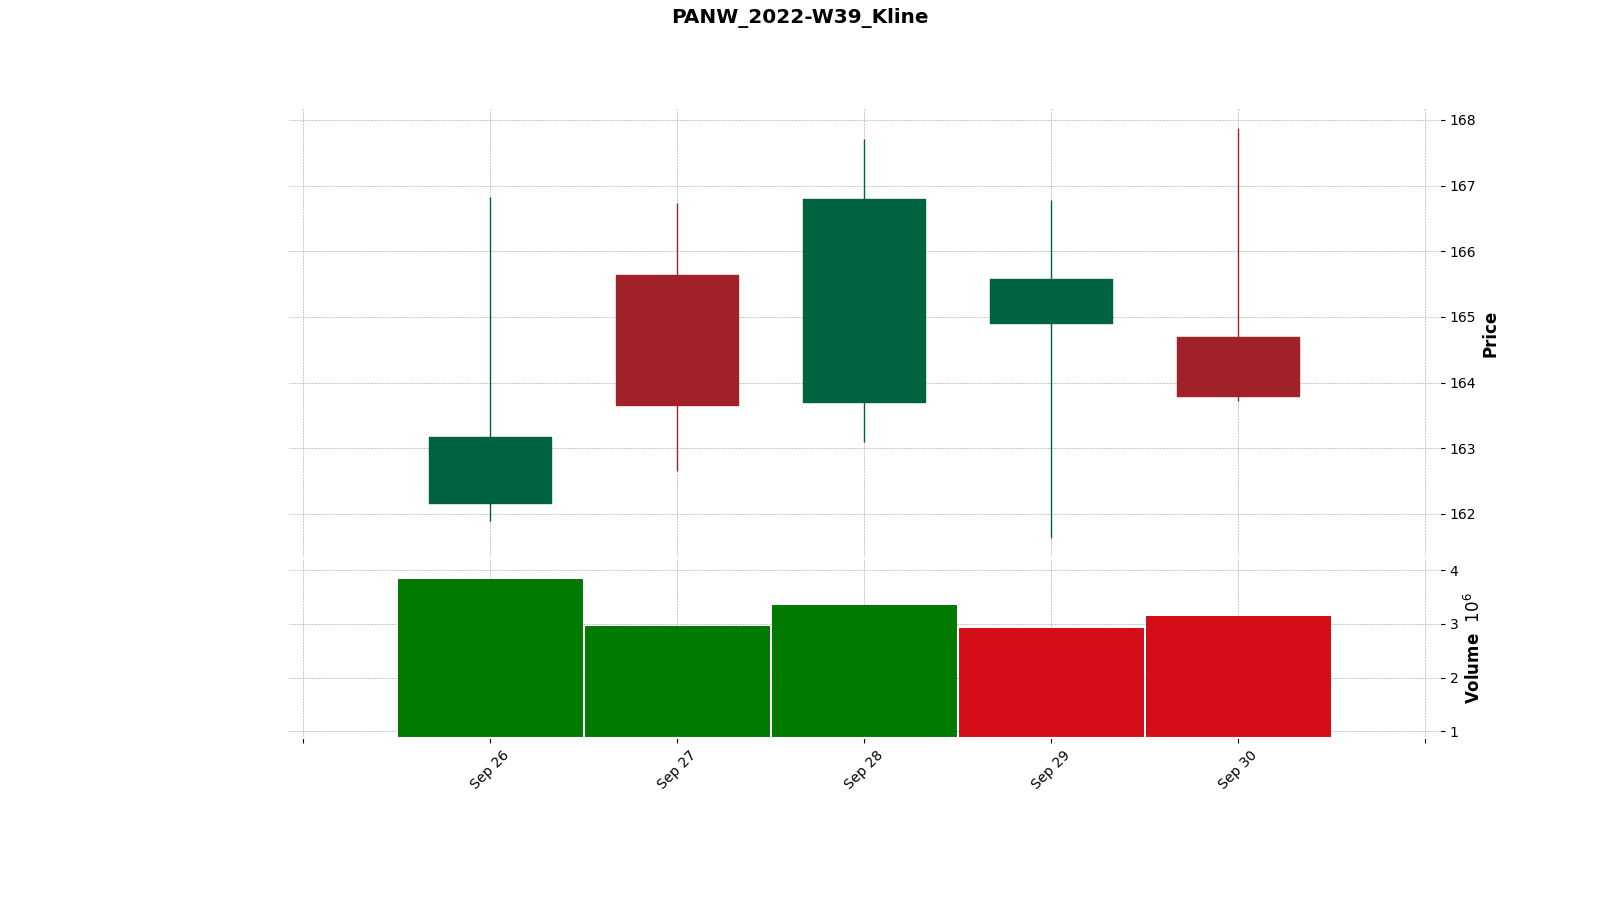 PANW_2022-W39_Kline
168
167
166
165
164
163
162
Price
4
3
2
1
Volume 10^6
Sep 26
Sep 27
Sep 28
Sep 29
Sep 30